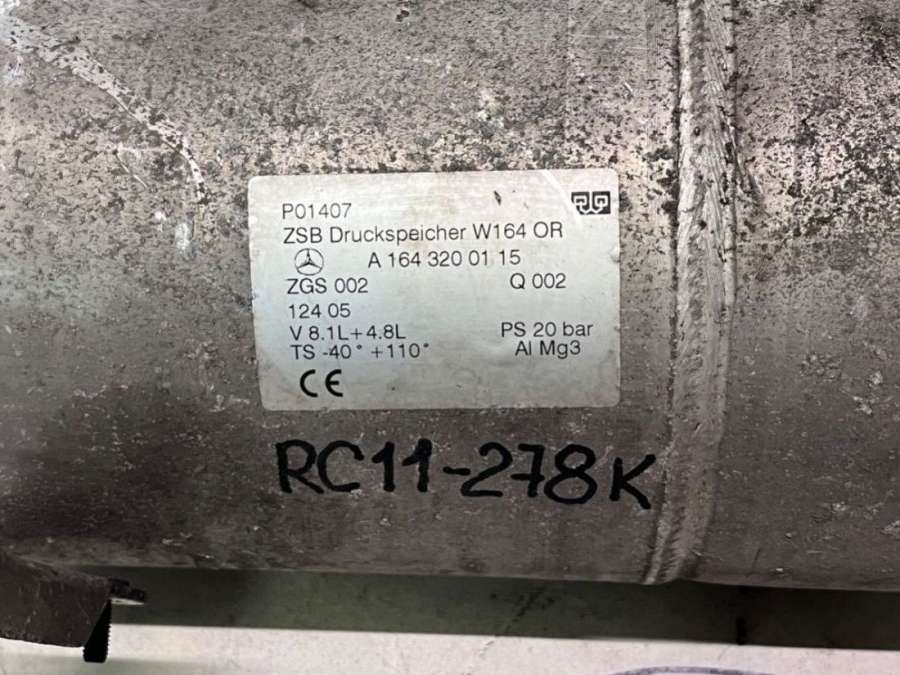 P01407
ZSB Druckspeicher W164 OR
A 164 320 01 15
ZGS 002 Q 002
124 05
V 8.1L+4.8L PS 20 bar
TS -40° +110° Al Mg3
CE
RC11-278K